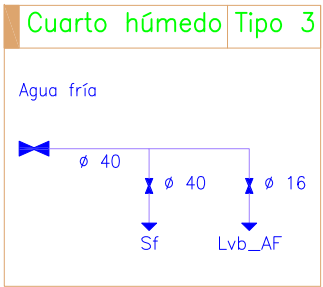 Cuarto húmedo Tipo 3
Agua fría
ϕ 40
ϕ 40 ϕ 16
Sf Lvb_AF